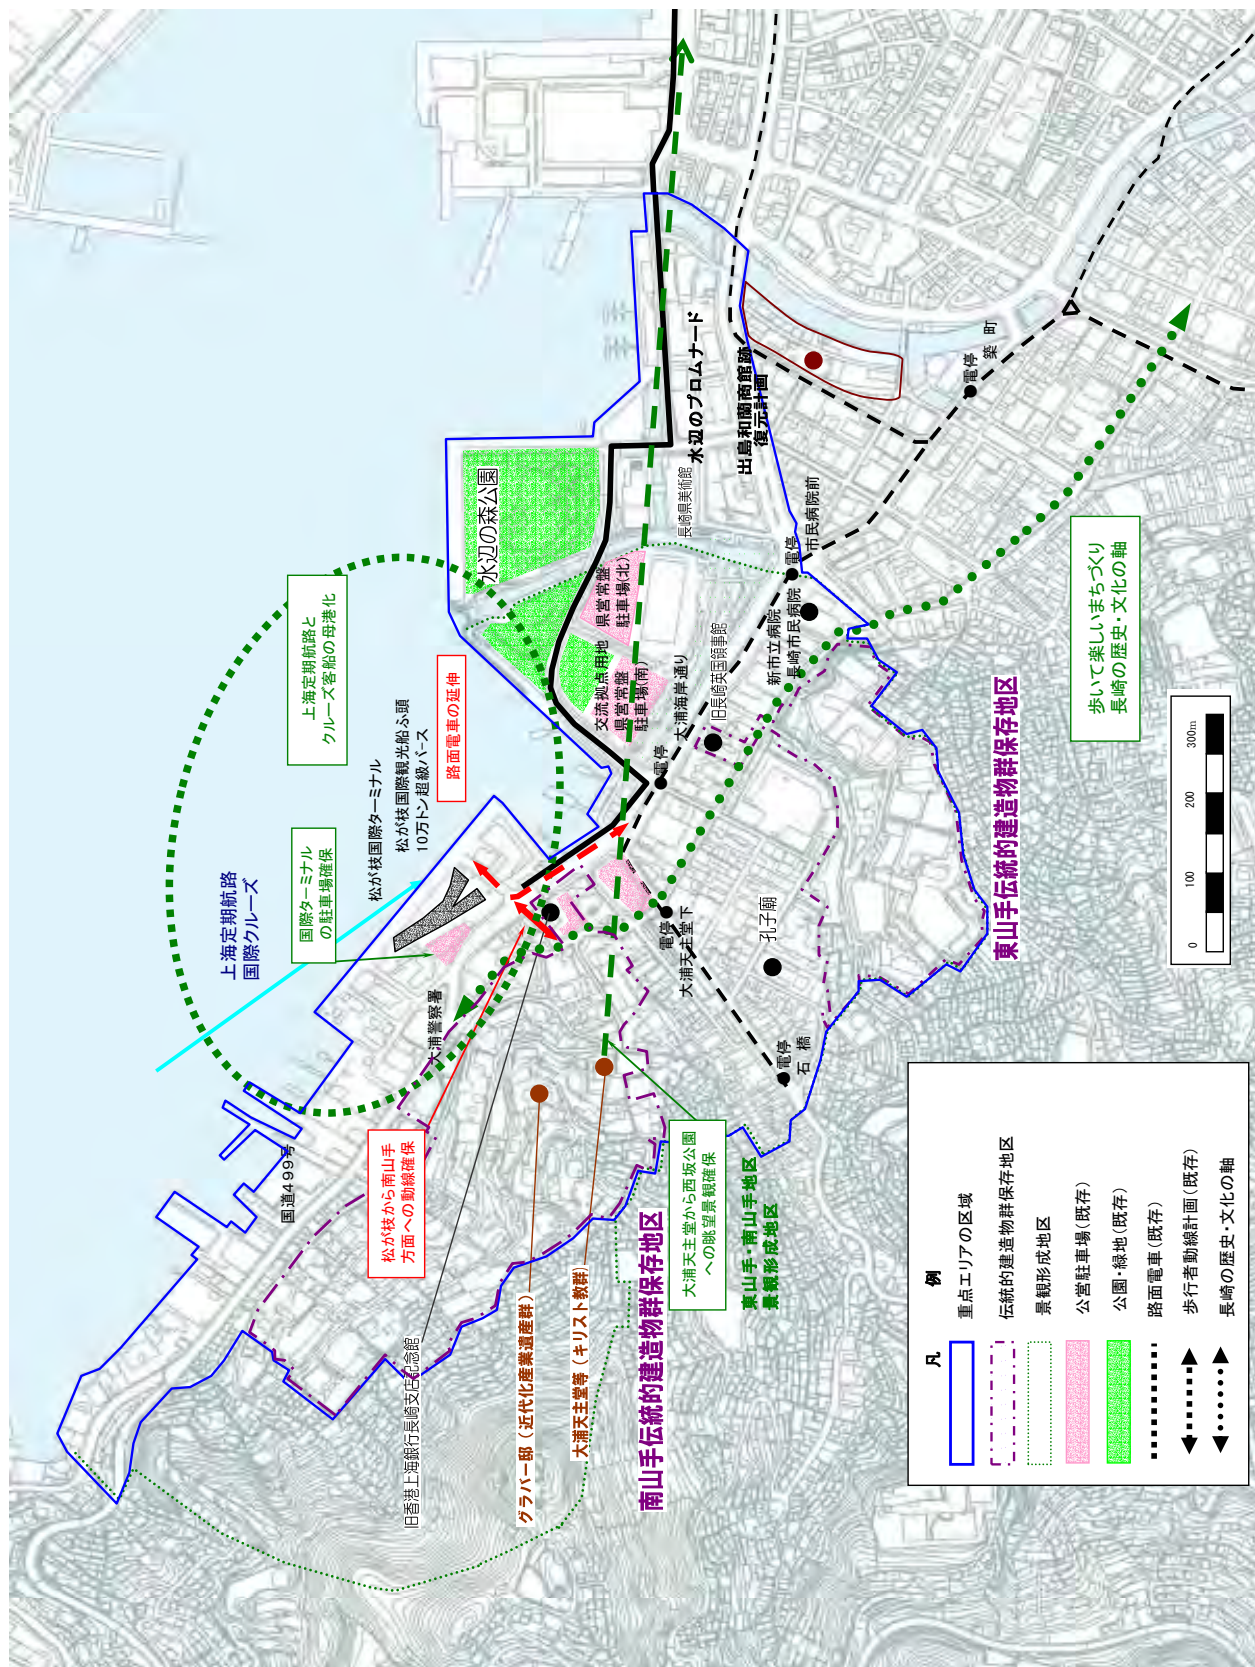 上海定期航路
国際クルーズ
国際ターミナル
の駐車場確保
上海定期航路と
クルーズ客船の母港化
松が枝国際ターミナル
松が枝国際観光船ふ頭
10万トン超級バース
路面電車の延伸
水辺の森公園
国道499号
大浦警察署
松が枝から南山手
方面への動線確保
旧香港上海銀行長崎支店記念館
グラバー邸（近代化産業遺産群）
大浦天主堂等（キリスト教群）
南山手伝統的建造物群保存地区
大浦天主堂から西坂公園
への眺望景観確保
東山手・南山手地区
景観形成地区
県営常盤
駐車場(北)
交流拠点用地
県営常盤
駐車場(南)
電停
大浦海岸通り
電停
大浦天主堂下
電停
石橋
孔子廟
旧長崎英国領事館
新市立病院
長崎市民病院
電停
市民病院前
長崎県美術館
水辺のプロムナード
出島和蘭商館跡
復元計画
電停
築町
東山手伝統的建造物群保存地区
歩いて楽しいまちづくり
長崎の歴史・文化の軸
0
100
200
300m
凡 例
重点エリアの区域
伝統的建造物群保存地区
景観形成地区
公営駐車場(既存)
公園・緑地(既存)
路面電車(既存)
歩行者動線計画(既存)
長崎の歴史・文化の軸